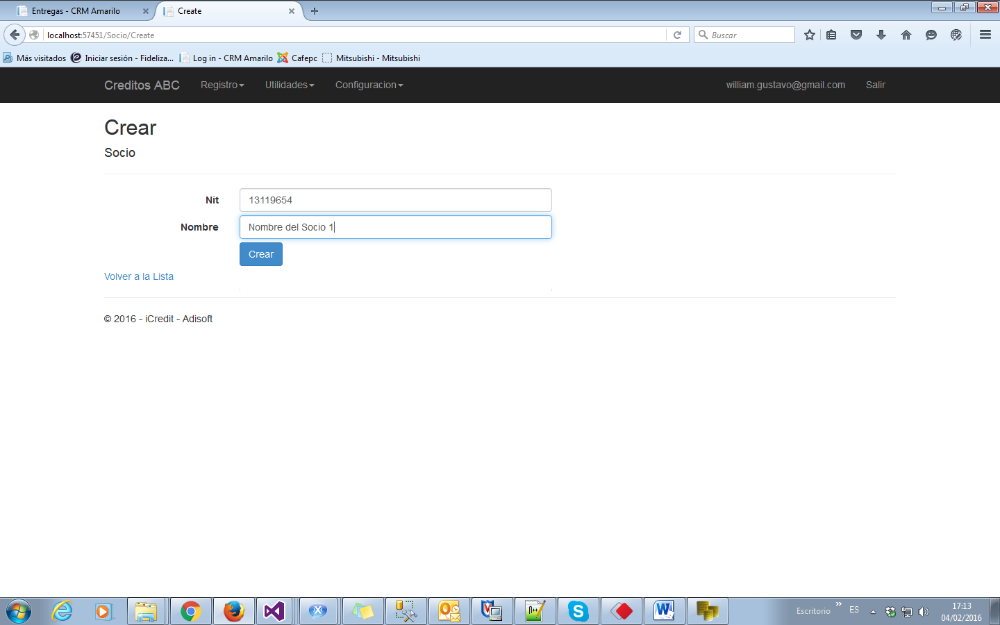 Entregas - CRM Amarilo
Create
localhost:57451/Socio/Create
Buscar
Más visitados
Iniciar sesión - Fideliza...
Log in - CRM Amarilo
Cafepc
Mitsubishi - Mitsubishi
Creditos ABC
Registro
Utilidades
Configuracion
william.gustavo@gmail.com
Salir
Crear
Socio
Nit
13119654
Nombre
Nombre del Socio 1
Crear
Volver a la Lista
© 2016 - iCredit - Adisoft
Escritorio
ES
17:13
04/02/2016